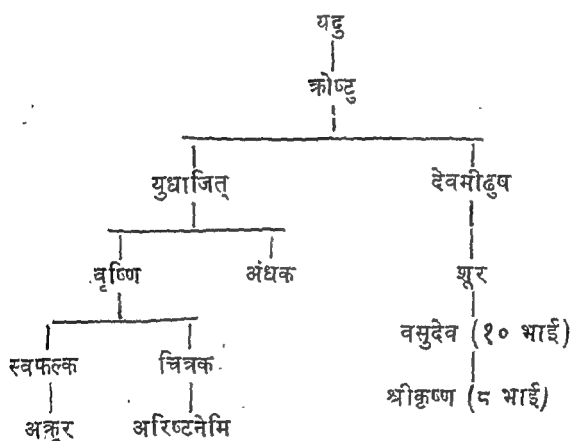 यदु
क्रोष्टु
युधाजित् देवमीढुष
वृष्णि अंधक शूर
वसुदेव (१० भाई)
स्वफल्क चित्रक
श्रीकृष्ण (८ भाई)
अक्रूर अरिष्टनेमि